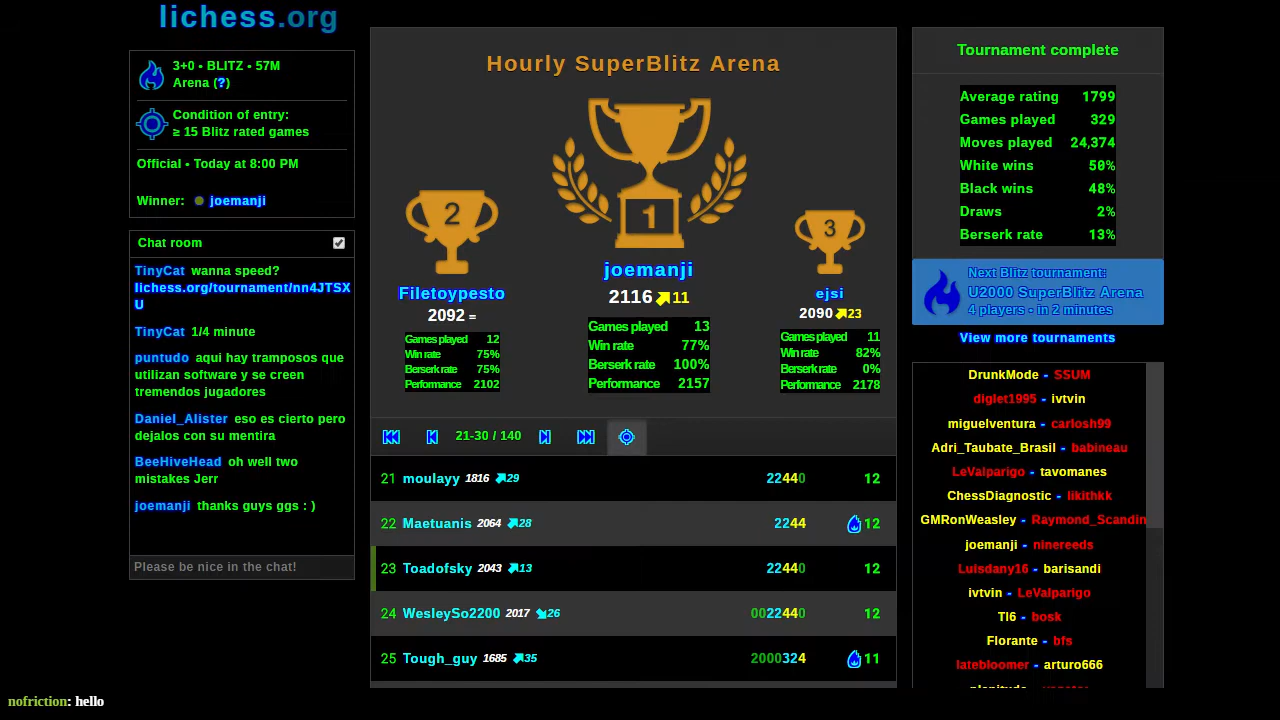 lichess.org
3+0 • BLITZ • 57M
Arena (?)
Condition of entry:
≥ 15 Blitz rated games
Official • Today at 8:00 PM
Winner: joemanji
Chat room
TinyCat wanna speed?
lichess.org/tournament/nn4JTSX
U
TinyCat 1/4 minute
puntudo aqui hay tramposos que
utilizan software y se creen
tremendos jugadores
Daniel_Alister eso es cierto pero
dejalos con su mentira
BeeHiveHead oh well two
mistakes Jerr
joemanji thanks guys ggs : )
Please be nice in the chat!
nofriction: hello
Hourly SuperBlitz Arena
2
1
3
Filetoypesto
2092 =
Games played 12
Win rate 75%
Berserk rate 75%
Performance 2102
joemanji
2116 11
Games played 13
Win rate 77%
Berserk rate 100%
Performance 2157
ejsi
2090 23
Games played 11
Win rate 82%
Berserk rate 0%
Performance 2178
21-30 / 140
21 moulayy 1816 29 22440 12
22 Maetuanis 2064 28 2244 12
23 Toadofsky 2043 13 22440 12
24 WesleySo2200 2017 26 0022440 12
25 Tough_guy 1685 35 2000324 11
Tournament complete
Average rating 1799
Games played 329
Moves played 24,374
White wins 50%
Black wins 48%
Draws 2%
Berserk rate 13%
Next Blitz tournament:
U2000 SuperBlitz Arena
4 players - in 2 minutes
View more tournaments
DrunkMode - SSUM
diglet1995 - ivtvin
miguelventura - carlosh99
Adri_Taubate_Brasil - babineau
LeValparigo - tavomanes
ChessDiagnostic - likithkk
GMRonWeasley - Raymond_Scandin
joemanji - ninereeds
Luisdany16 - barisandi
ivtvin - LeValparigo
TI6 - bosk
Florante - bfs
latebloomer - arturo666